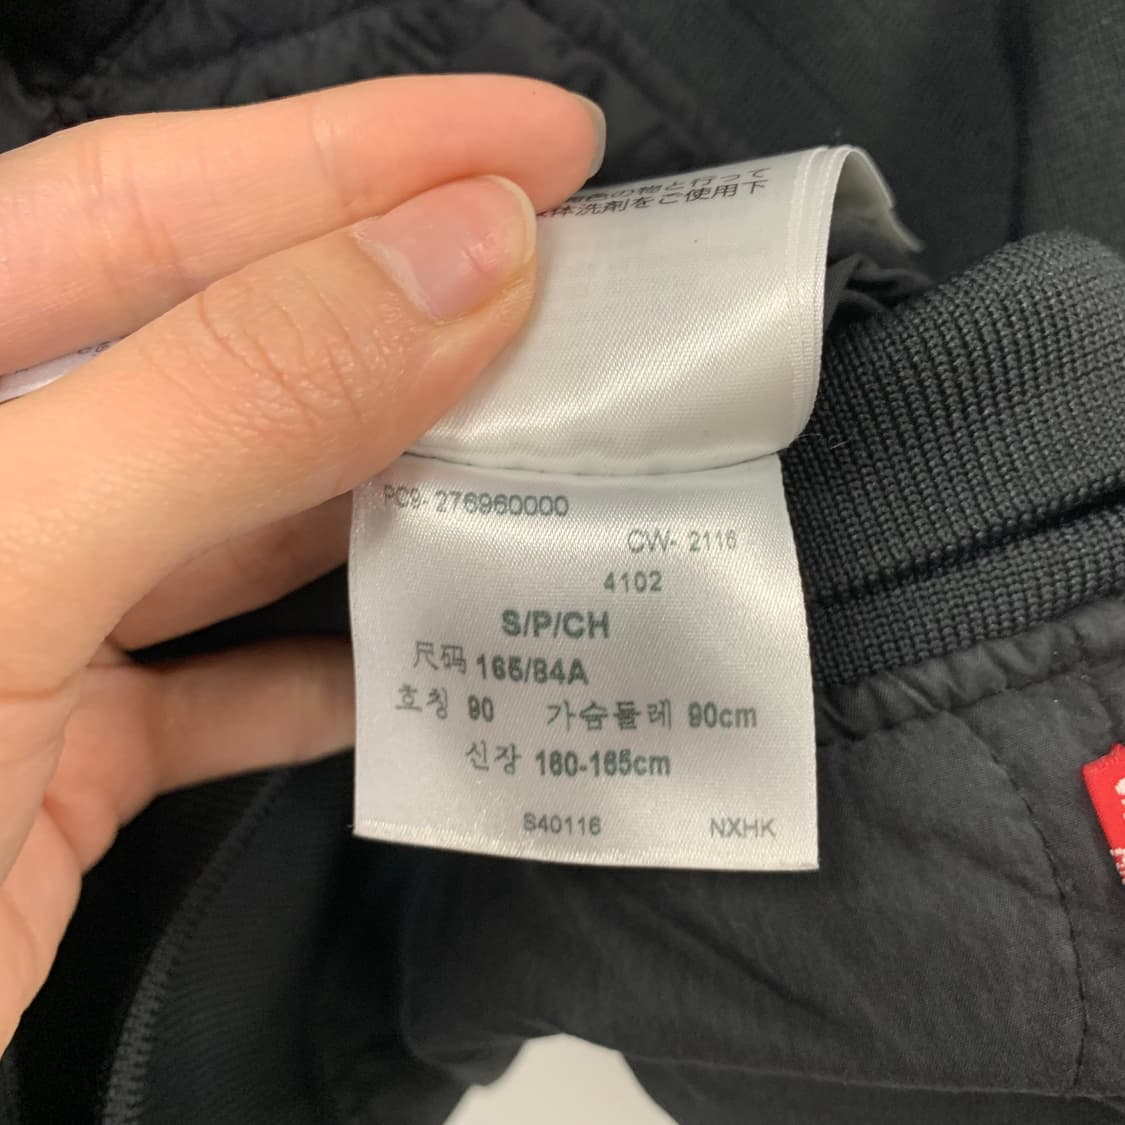 色の物と行って
体洗剤をご使用下
PC9- 276960000
CW- 2116
4102
S/P/CH
尺码 165/84A
호칭 90 가슴둘레 90cm
신장 160-165cm
S40116 NXHK